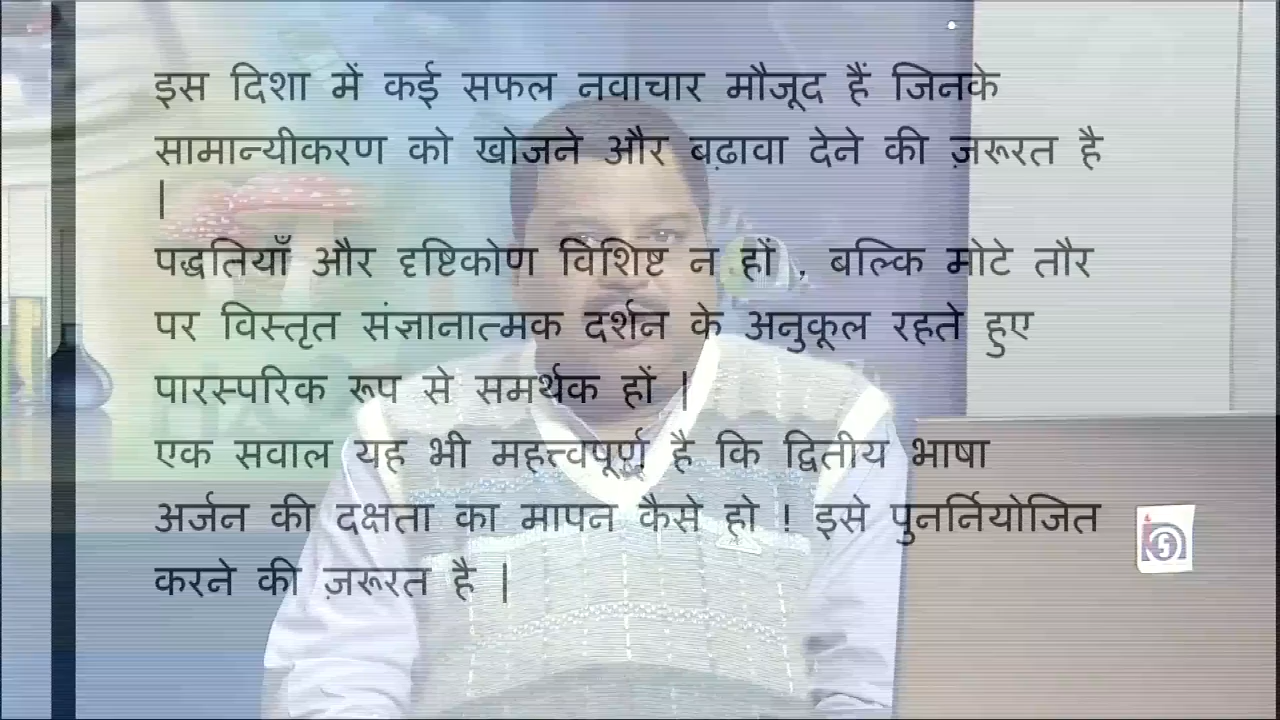 इस दिशा में कई सफल नवाचार मौजूद हैं जिनके
सामान्यीकरण को खोजने और बढ़ावा देने की ज़रूरत है
|
पद्धतियाँ और दृष्टिकोण विशिष्ट न हों , बल्कि मोटे तौर
पर विस्तृत संज्ञानात्मक दर्शन के अनुकूल रहते हुए
पारस्परिक रूप से समर्थक हों |
एक सवाल यह भी महत्त्वपूर्ण है कि द्वितीय भाषा
अर्जन की दक्षता का मापन कैसे हो ! इसे पुनर्नियोजित
करने की ज़रूरत है |